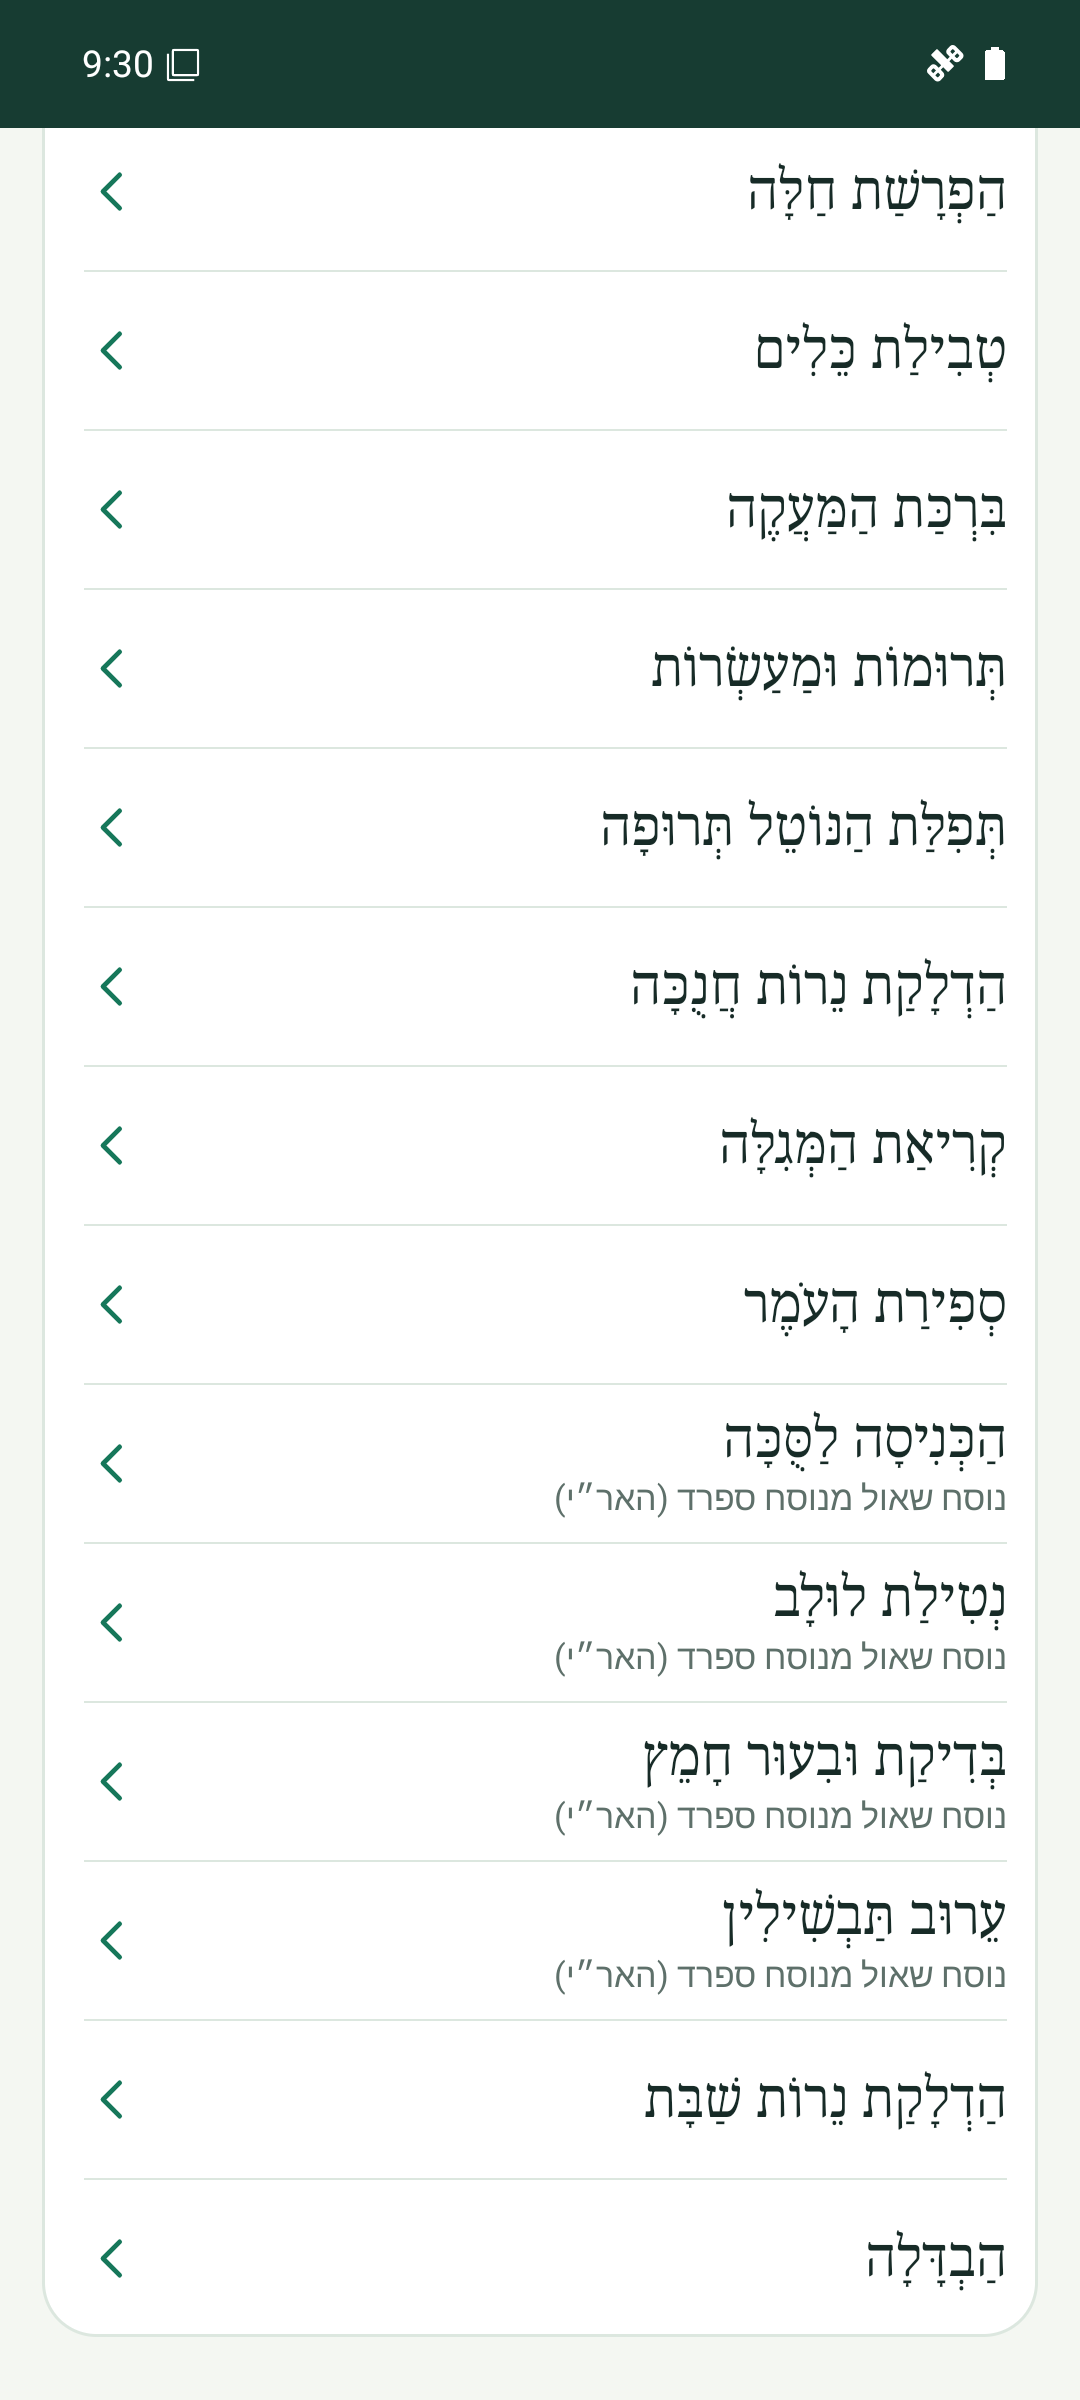 9:30
הַפְרָשַׁת חַלָּה
טְבִילַת כֵּלִים
בִּרְכַּת הַמַּעֲקֶה
תְּרוּמוֹת וּמַעַשְׂרוֹת
תְּפִלַּת הַנּוֹטֵל תְּרוּפָה
הַדְלָקַת נֵרוֹת חֲנֻכָּה
קְרִיאַת הַמְּגִלָּה
סְפִירַת הָעֹמֶר
הַכְּנִיסָה לַסֻּכָּה
נוסח שאול מנוסח ספרד (האר״י)
נְטִילַת לוּלָב
נוסח שאול מנוסח ספרד (האר״י)
בְּדִיקַת וּבִעוּר חָמֵץ
נוסח שאול מנוסח ספרד (האר״י)
עֵרוּב תַּבְשִׁילִין
נוסח שאול מנוסח ספרד (האר״י)
הַדְלָקַת נֵרוֹת שַׁבָּת
הַבְדָּלָה